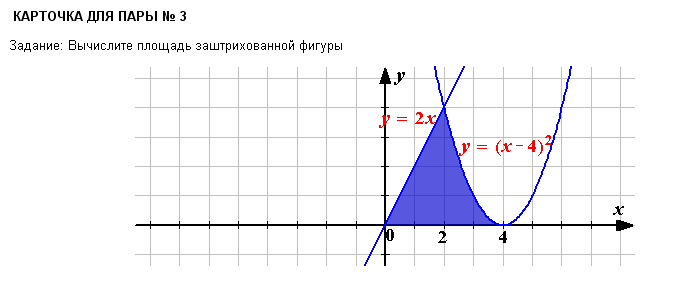 КАРТОЧКА ДЛЯ ПАРЫ № 3
Задание: Вычислите площадь заштрихованной фигуры
y
y = 2x
y = (x - 4)²
x
0
2
4